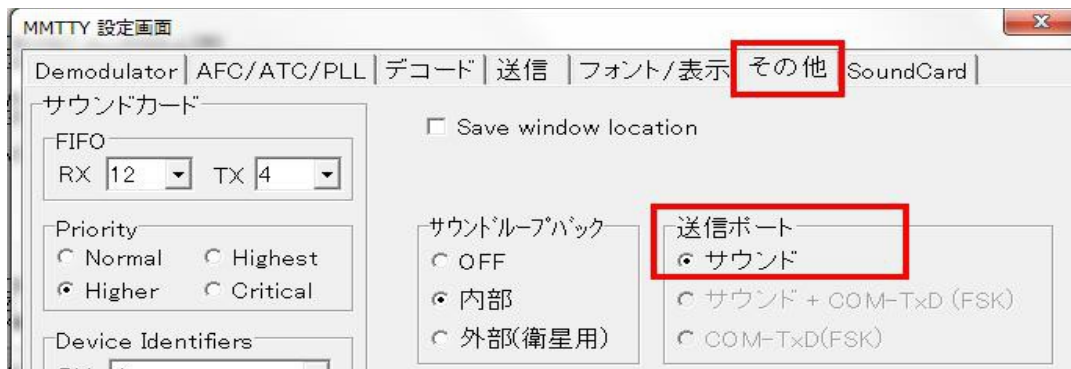 MMTTY 設定画面
Demodulator AFC/ATC/PLL デコード 送信 フォント/表示 その他 SoundCard
サウンドカード
FIFO
RX 12 TX 4
Priority
Normal Highest
Higher Critical
Device Identifiers
Save window location
サウンドループバック
OFF
内部
外部(衛星用)
送信ポート
サウンド
サウンド + COM-TxD (FSK)
COM-TxD(FSK)